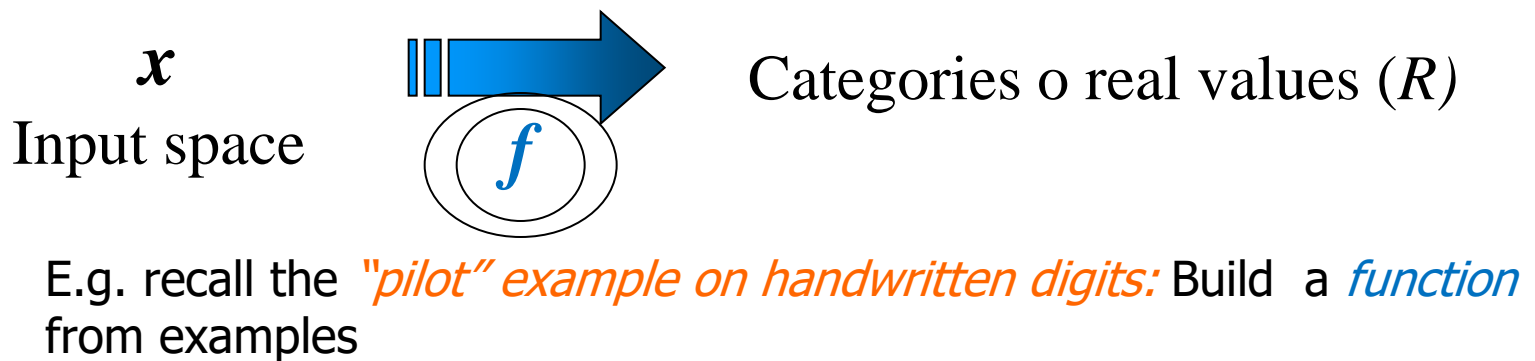 x
Input space
f
Categories o real values (R)
E.g. recall the “pilot” example on handwritten digits: Build a function
from examples